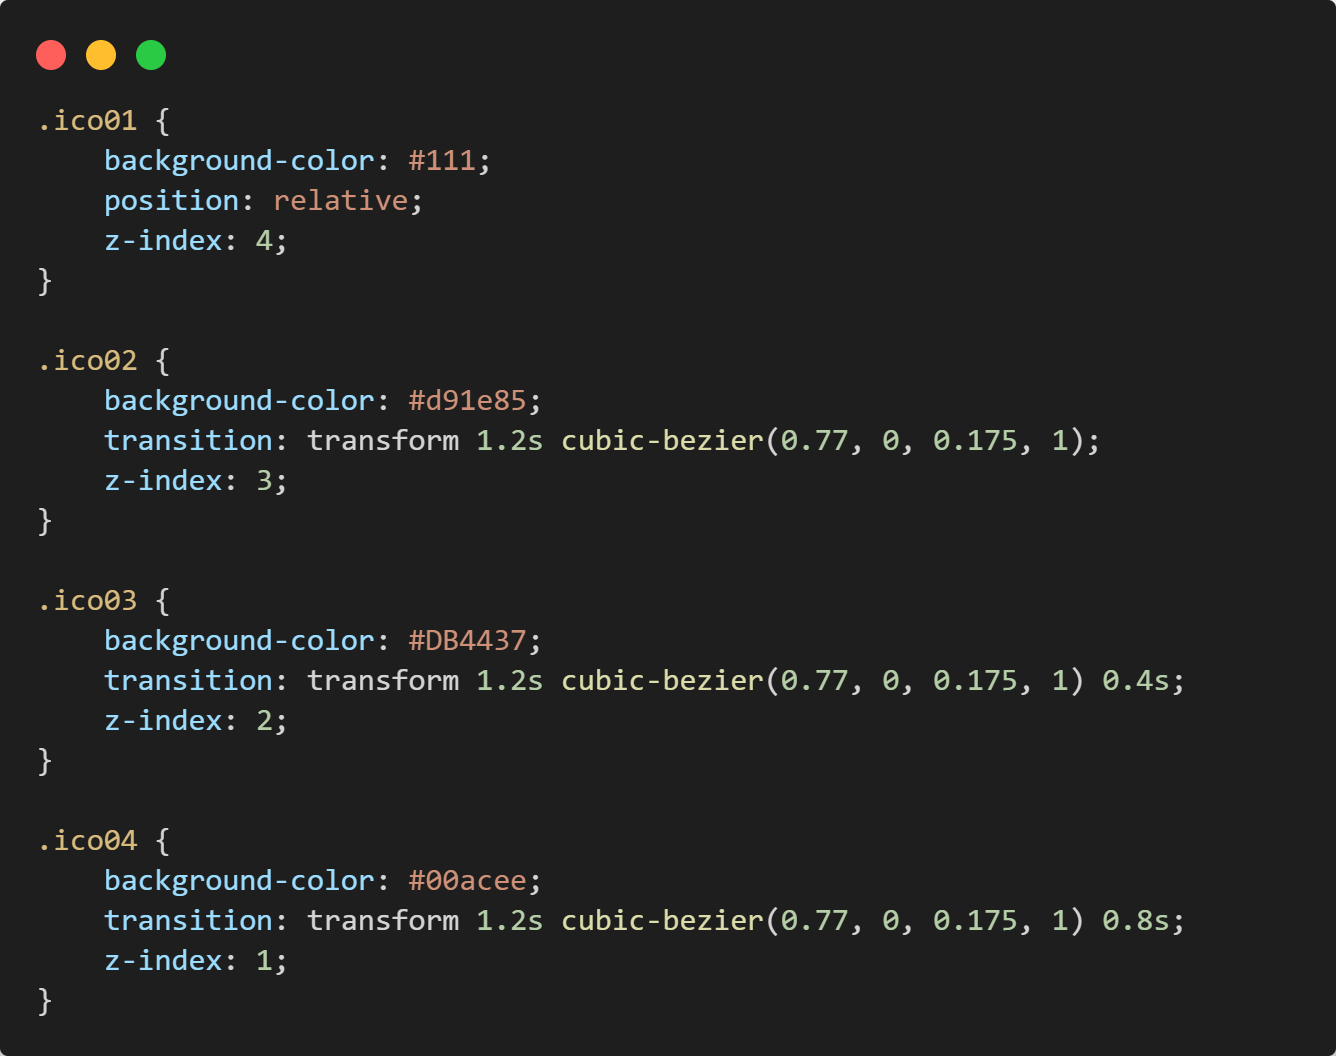 .ico01 {
    background-color: #111;
    position: relative;
    z-index: 4;
}

.ico02 {
    background-color: #d91e85;
    transition: transform 1.2s cubic-bezier(0.77, 0, 0.175, 1);
    z-index: 3;
}

.ico03 {
    background-color: #DB4437;
    transition: transform 1.2s cubic-bezier(0.77, 0, 0.175, 1) 0.4s;
    z-index: 2;
}

.ico04 {
    background-color: #00acee;
    transition: transform 1.2s cubic-bezier(0.77, 0, 0.175, 1) 0.8s;
    z-index: 1;
}